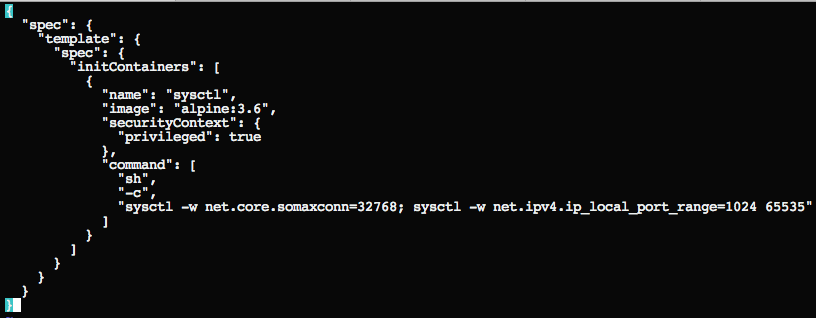 {
  "spec": {
    "template": {
      "spec": {
        "initContainers": [
          {
            "name": "sysctl",
            "image": "alpine:3.6",
            "securityContext": {
              "privileged": true
            },
            "command": [
              "sh",
              "-c",
              "sysctl -w net.core.somaxconn=32768; sysctl -w net.ipv4.ip_local_port_range=1024 65535"
            ]
          }
        ]
      }
    }
  }
}